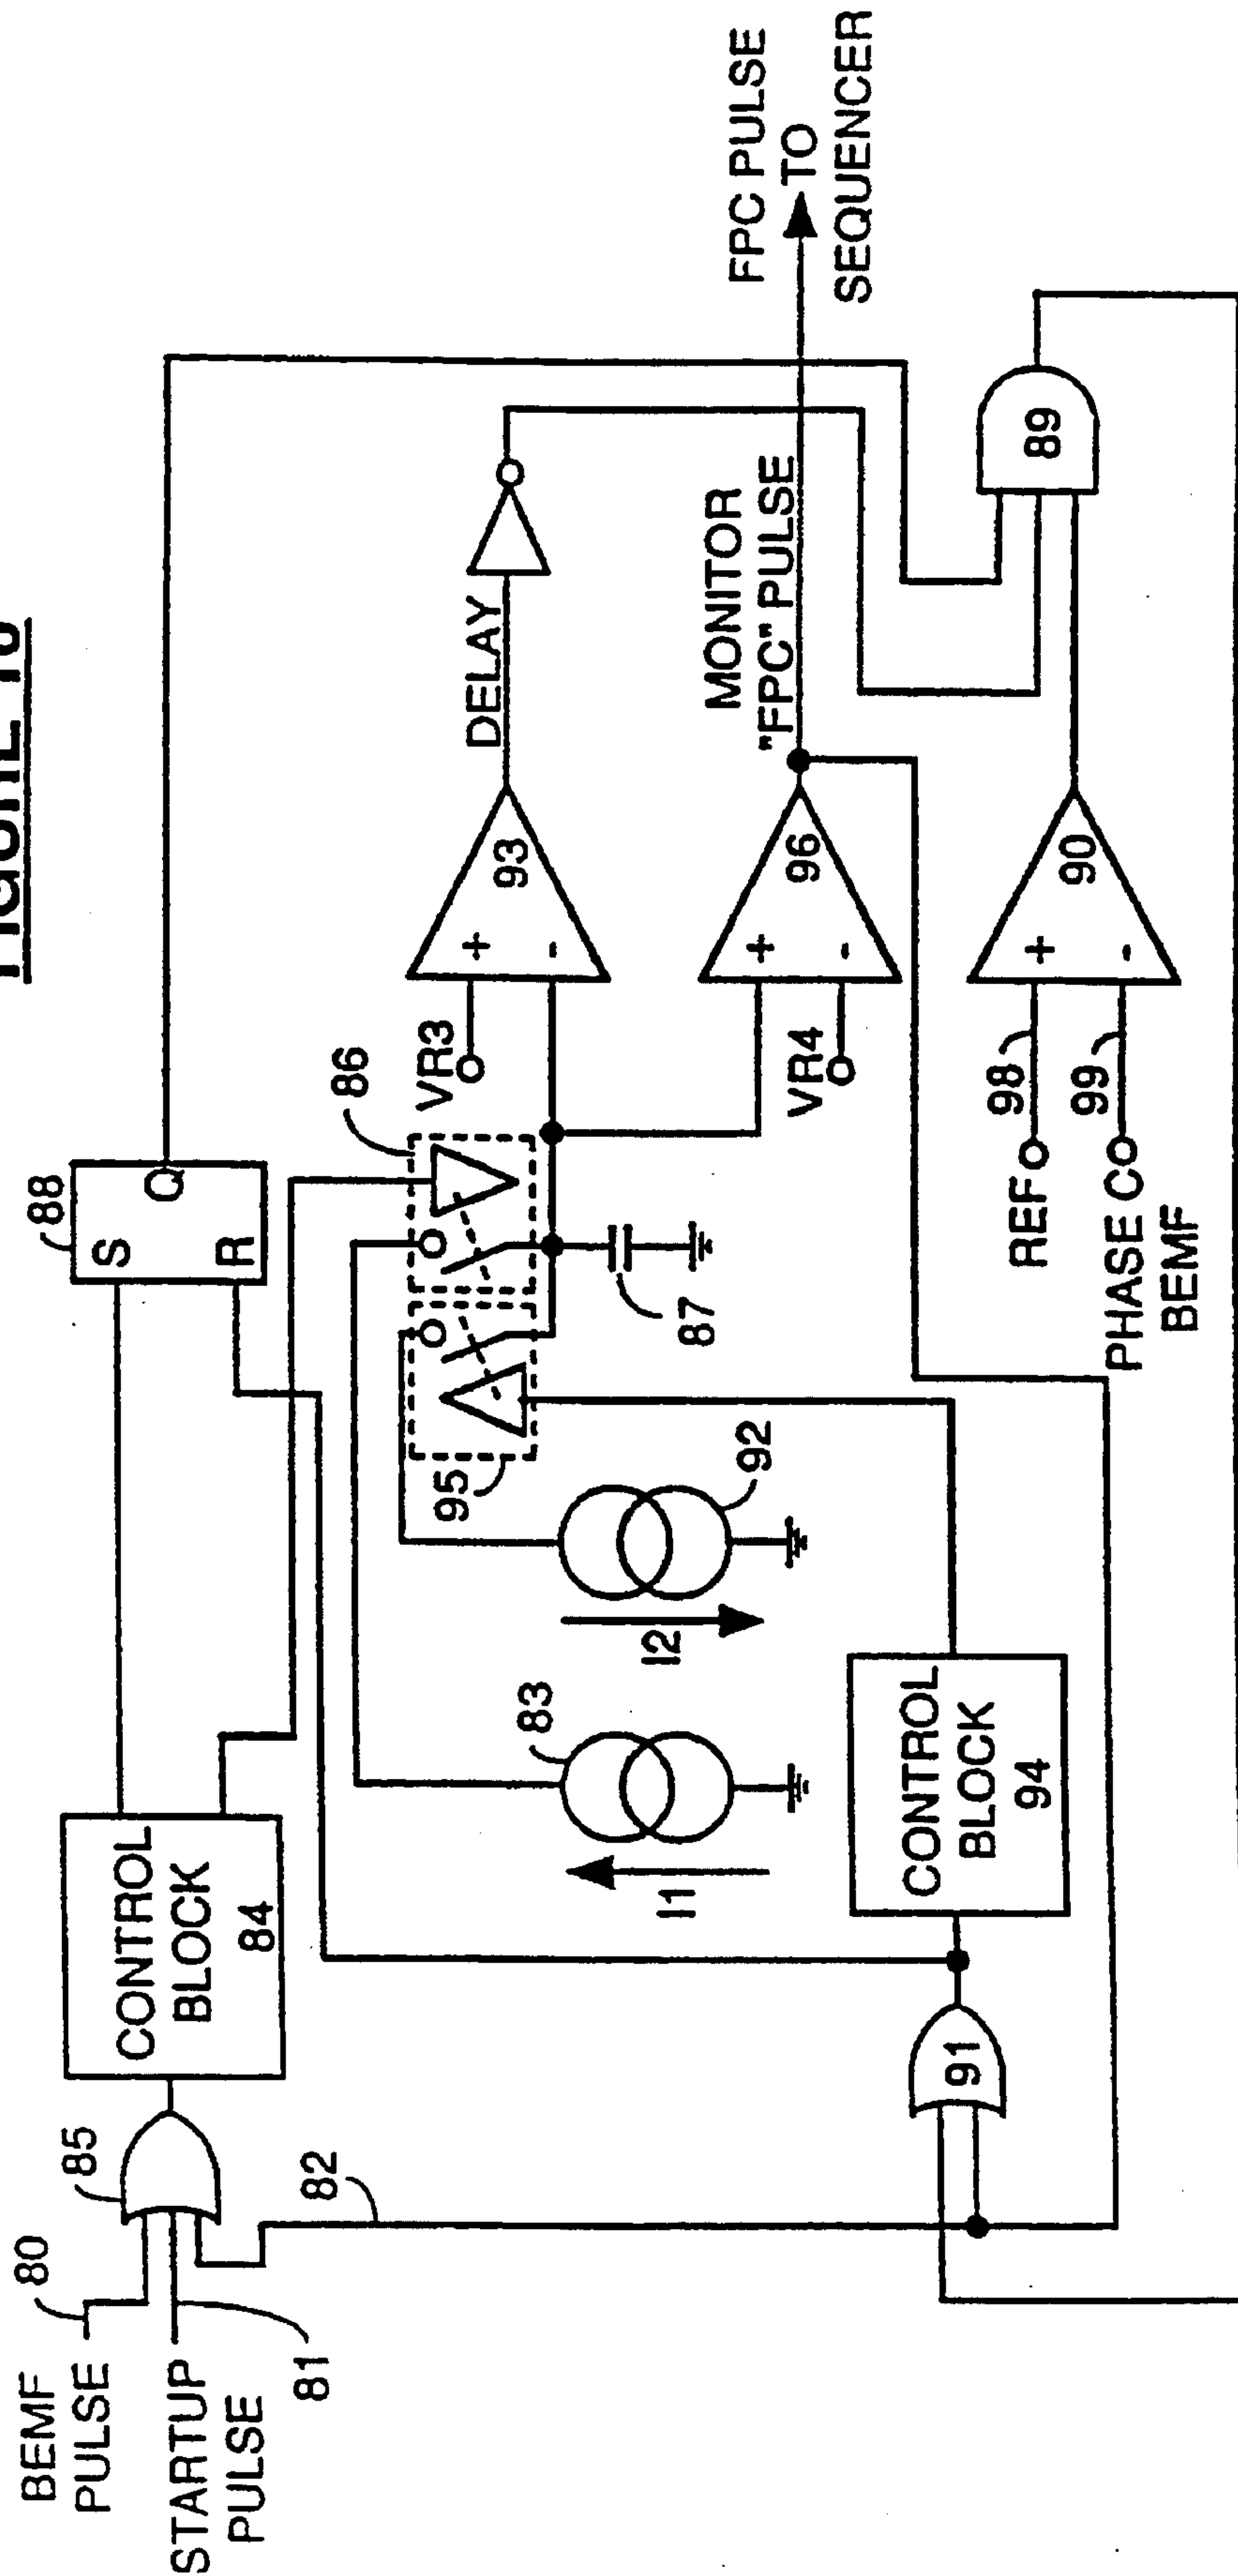 BEMF
PULSE
80
STARTUP
PULSE
81
82
85
CONTROL
BLOCK
84
88
S
Q
R
86
95
87
83
I1
I2
92
CONTROL
BLOCK
94
91
VR3
+
-
93
DELAY
VR4
+
-
96
MONITOR
"FPC" PULSE
FPC PULSE
TO
SEQUENCER
REF
98
PHASE C
BEMF
99
+
-
90
89